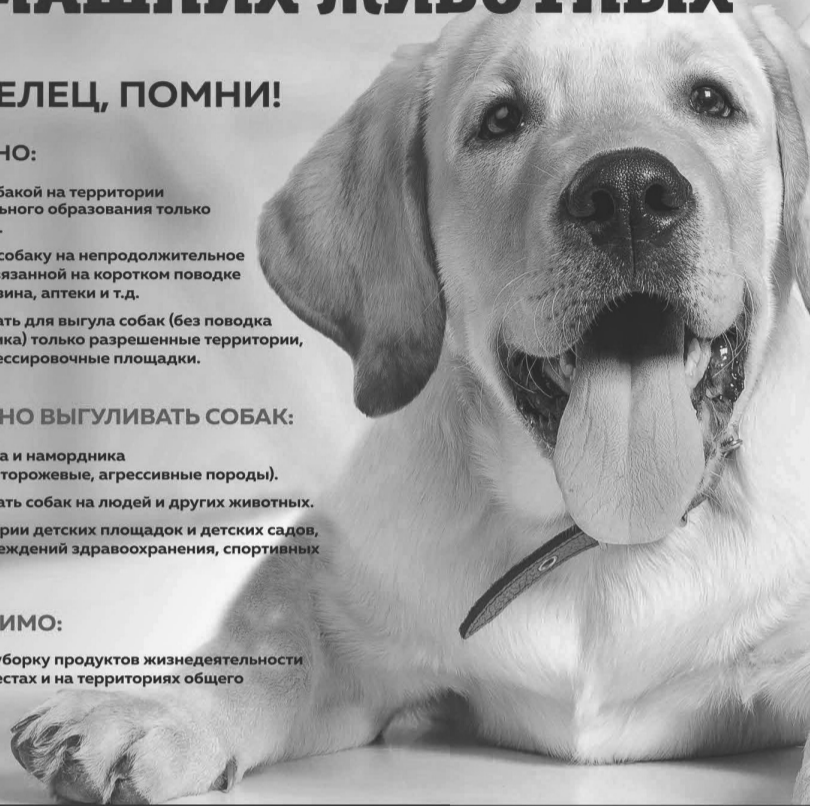 МАШНИХ ЖИВОТНЫХ
ЕЛЕЦ, ПОМНИ!
НО:
бакой на территории
ьного образования только
.
собаку на непродолжительное
язанной на коротком поводке
зина, аптеки и т.д.
ать для выгула собак (без поводка
ика) только разрешенные территории,
ессировочные площадки.
НО ВЫГУЛИВАТЬ СОБАК:
а и намордника
торожевые, агрессивные породы).
ать собак на людей и других животных.
рии детских площадок и детских садов,
еждений здравоохранения, спортивных
ИМО:
уборку продуктов жизнедеятельности
естах и на территориях общего